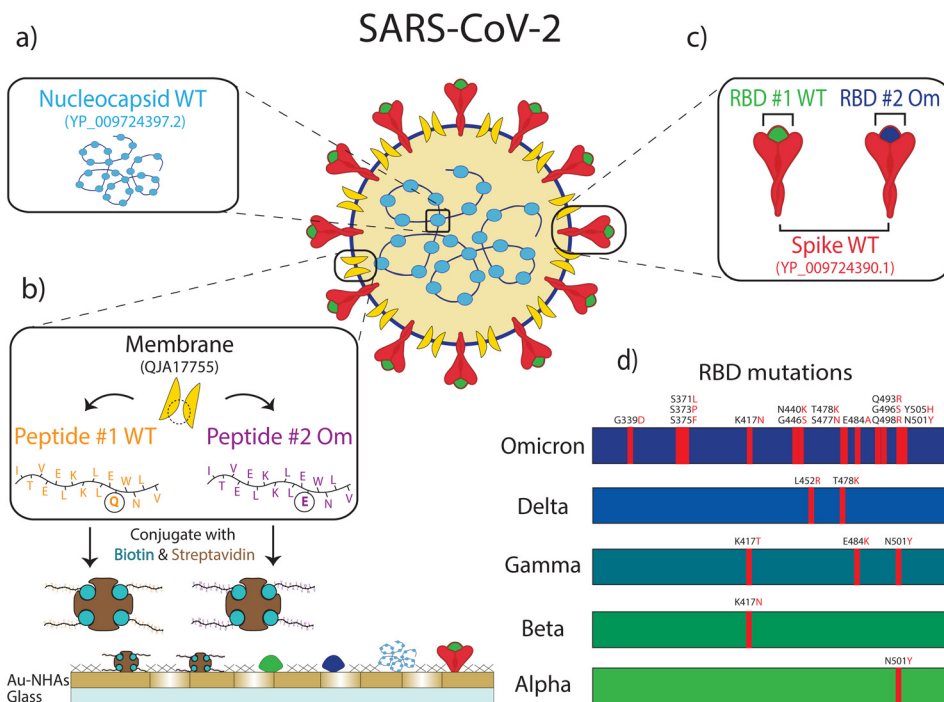 SARS-CoV-2
a)
Nucleocapsid WT
(YP_009724397.2)
b)
Membrane
(QJA17755)
Peptide #1 WT
Peptide #2 Om
I V E K L E W L
T E L K L Q N V
I V E K L E W L
T E L K L E N V
Conjugate with
Biotin & Streptavidin
Au-NHAs
Glass
c)
RBD #1 WT
RBD #2 Om
Spike WT
(YP_009724390.1)
d)
RBD mutations
S371L Q493R
S373P N440K T478K G496S Y505H
G339D S375F K417N G446S S477N E484A Q498R N501Y
Omicron
L452R T478K
Delta
K417T E484K N501Y
Gamma
K417N
Beta
N501Y
Alpha